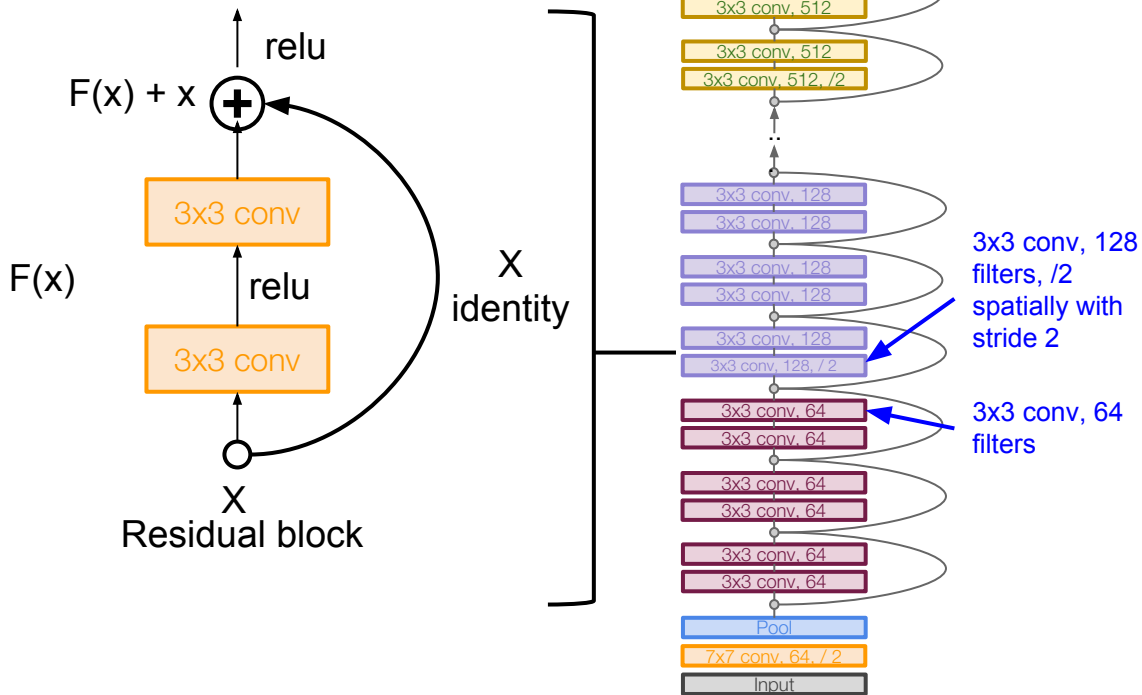 relu
F(x) + x
3x3 conv
F(x)
relu
3x3 conv
X
Residual block
X
identity
3x3 conv, 512
3x3 conv, 512
3x3 conv, 512, /2
..
3x3 conv, 128
3x3 conv, 128
3x3 conv, 128
3x3 conv, 128
3x3 conv, 128
3x3 conv, 128, / 2
3x3 conv, 64
3x3 conv, 64
3x3 conv, 64
3x3 conv, 64
3x3 conv, 64
3x3 conv, 64
Pool
7x7 conv, 64, / 2
Input
3x3 conv, 128
filters, /2
spatially with
stride 2
3x3 conv, 64
filters